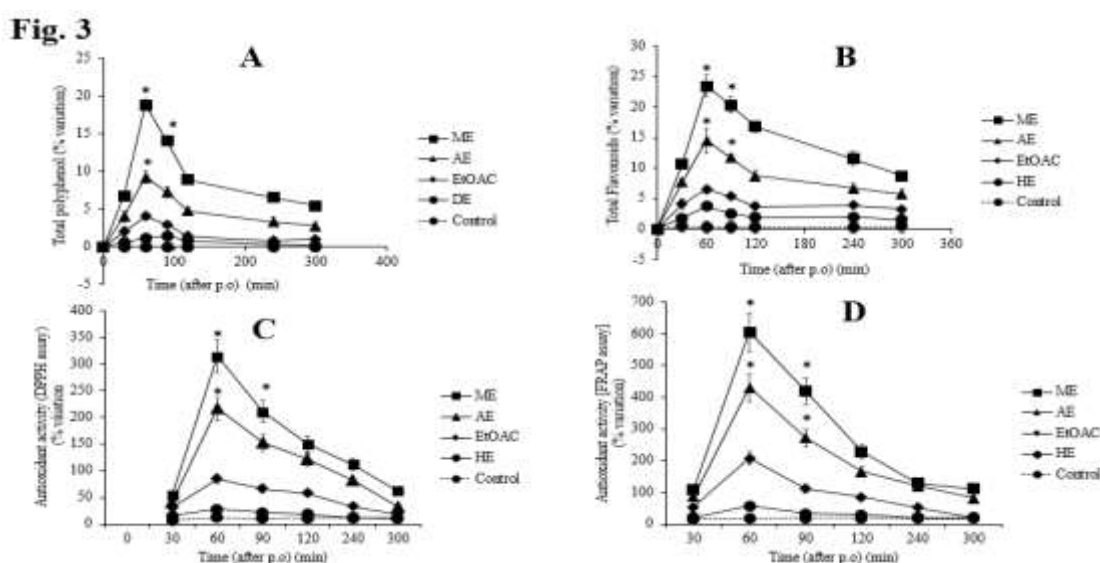 Fig. 3
A
Total polyphenol (% variation)
25
20
15
10
5
0
-5
0
100
200
300
400
Time (after p.o) (min)
*
*
*
ME
AE
EtOAC
DE
Control
B
Total Flavonoids (% variation)
30
25
20
15
10
5
0
-5
0
60
120
180
240
300
360
Time (after p.o) (min)
*
*
*
*
ME
AE
EtOAC
HE
Control
C
Antioxidant activity (DPPH assay)
(% variation
400
350
300
250
200
150
100
50
0
0
30
60
90
120
240
300
Time (after p.o) (min)
*
*
*
ME
AE
EtOAC
HE
Control
D
Antioxidant activity [FRAP assay]
(% variation)
700
600
500
400
300
200
100
0
30
60
90
120
240
300
Time (after p.o) (min)
*
*
*
*
ME
AE
EtOAC
HE
Control